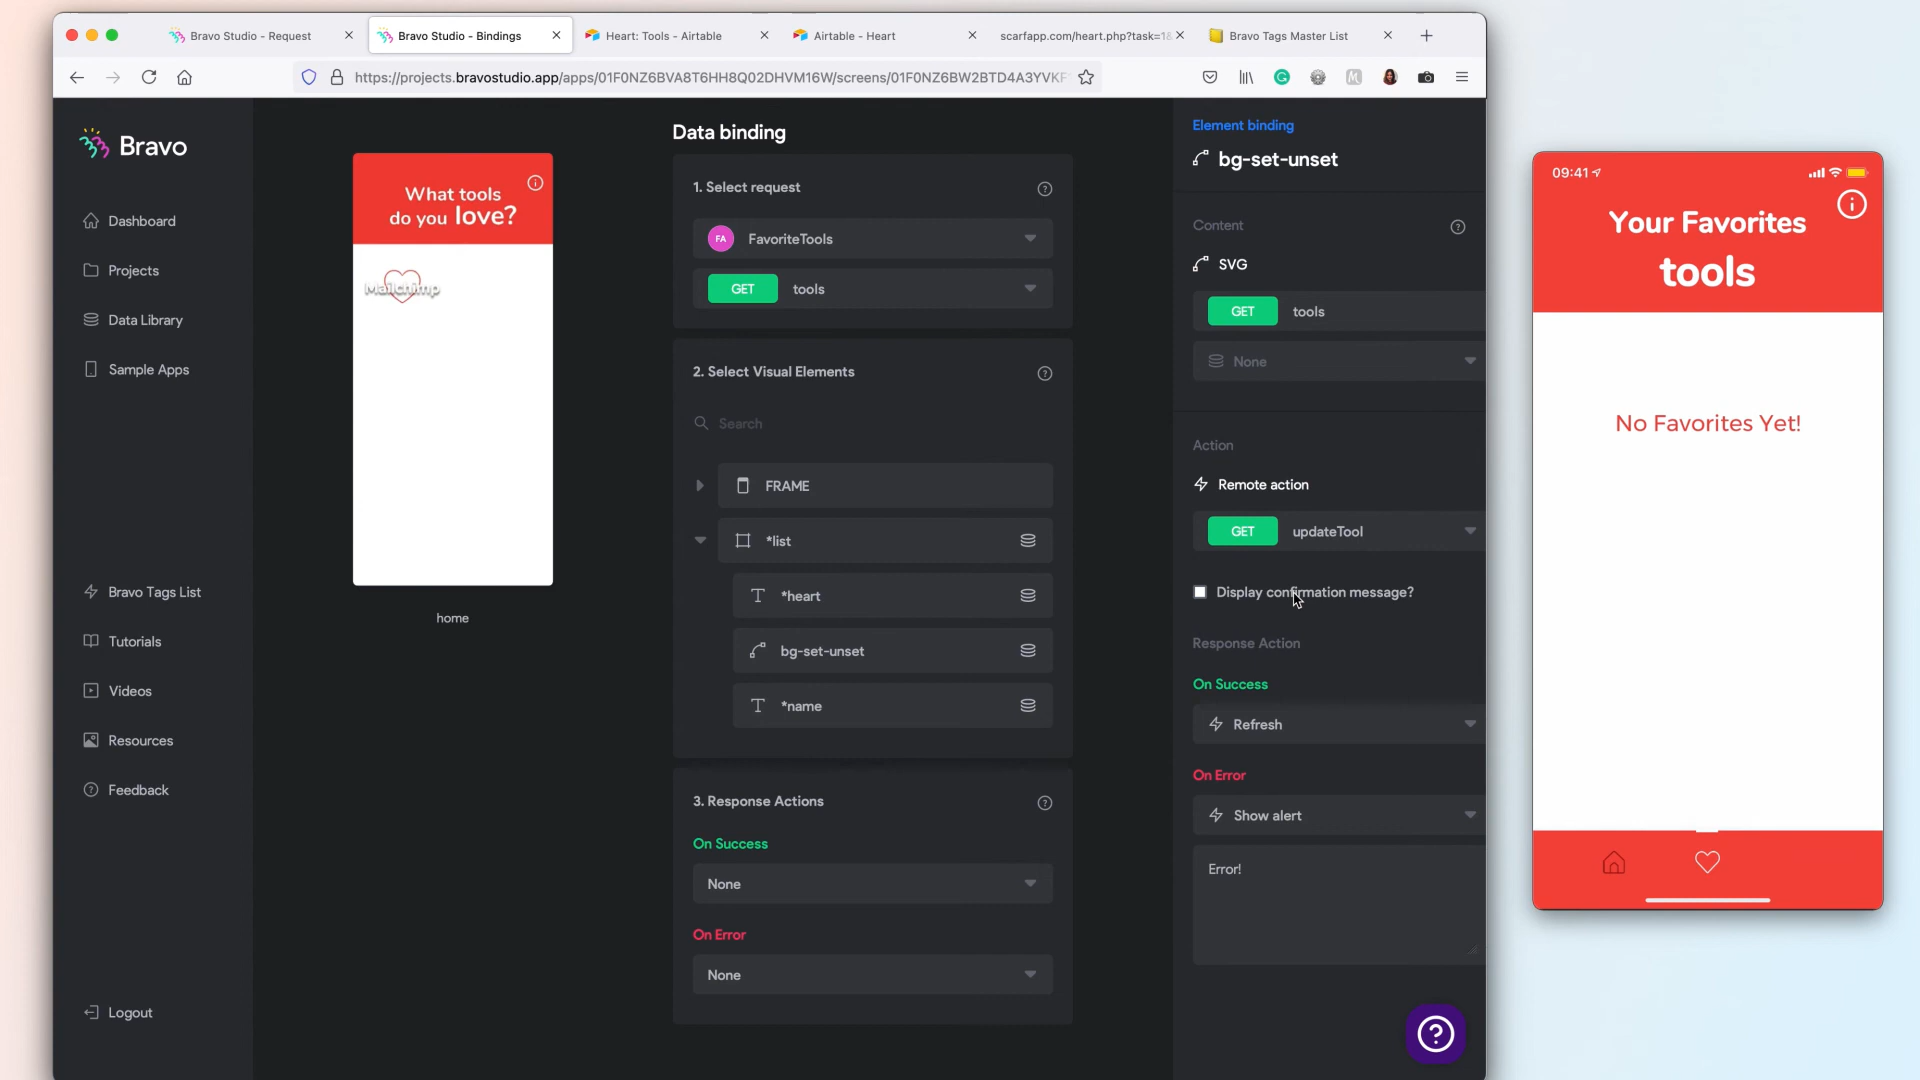 Bravo Studio - Request
Bravo Studio - Bindings
Heart: Tools - Airtable
Airtable - Heart
scarfapp.com/heart.php?task=1&
Bravo Tags Master List
https://projects.bravostudio.app/apps/01F0NZ6BVA8T6HH8Q02DHVM16W/screens/01F0NZ6BW2BTD4A3YVKF
Bravo
Dashboard
Projects
Data Library
Sample Apps
Bravo Tags List
Tutorials
Videos
Resources
Feedback
Logout
What tools
do you love?
Mailchimp
home
Data binding
1. Select request
FA
FavoriteTools
GET
tools
2. Select Visual Elements
Search
FRAME
*list
*heart
bg-set-unset
*name
3. Response Actions
On Success
None
On Error
None
Element binding
bg-set-unset
Content
SVG
GET
tools
None
Action
Remote action
GET
updateTool
Display confirmation message?
Response Action
On Success
Refresh
On Error
Show alert
Error!
09:41
Your Favorites
tools
No Favorites Yet!